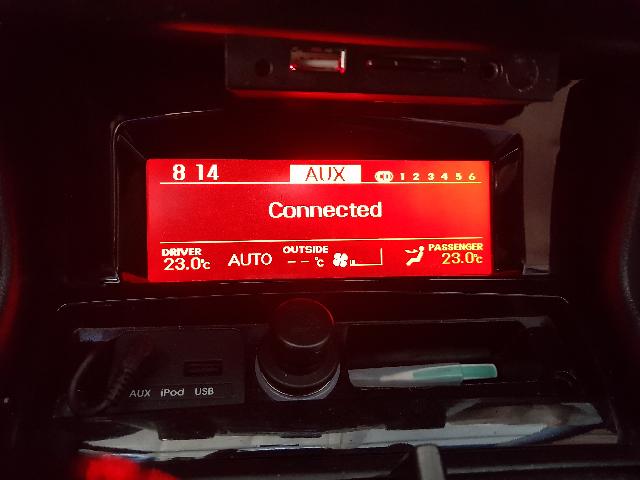 8 14 AUX CD 1 2 3 4 5 6
Connected
DRIVER OUTSIDE PASSENGER
23.0℃ AUTO --℃ 23.0℃
AUX iPod USB